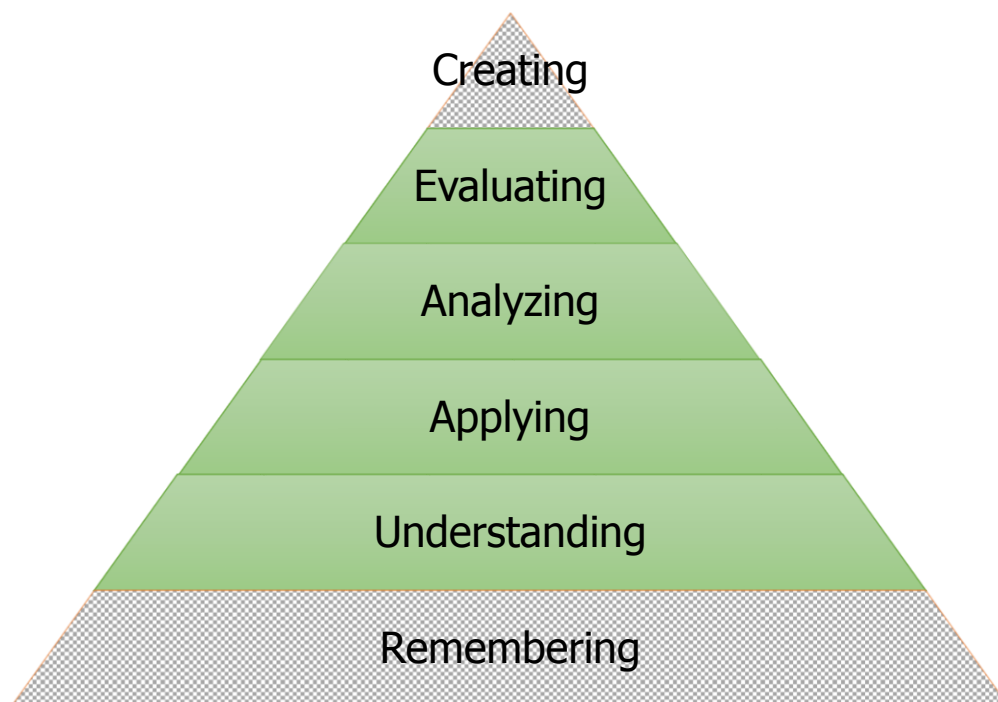 Creating
Evaluating
Analyzing
Applying
Understanding
Remembering